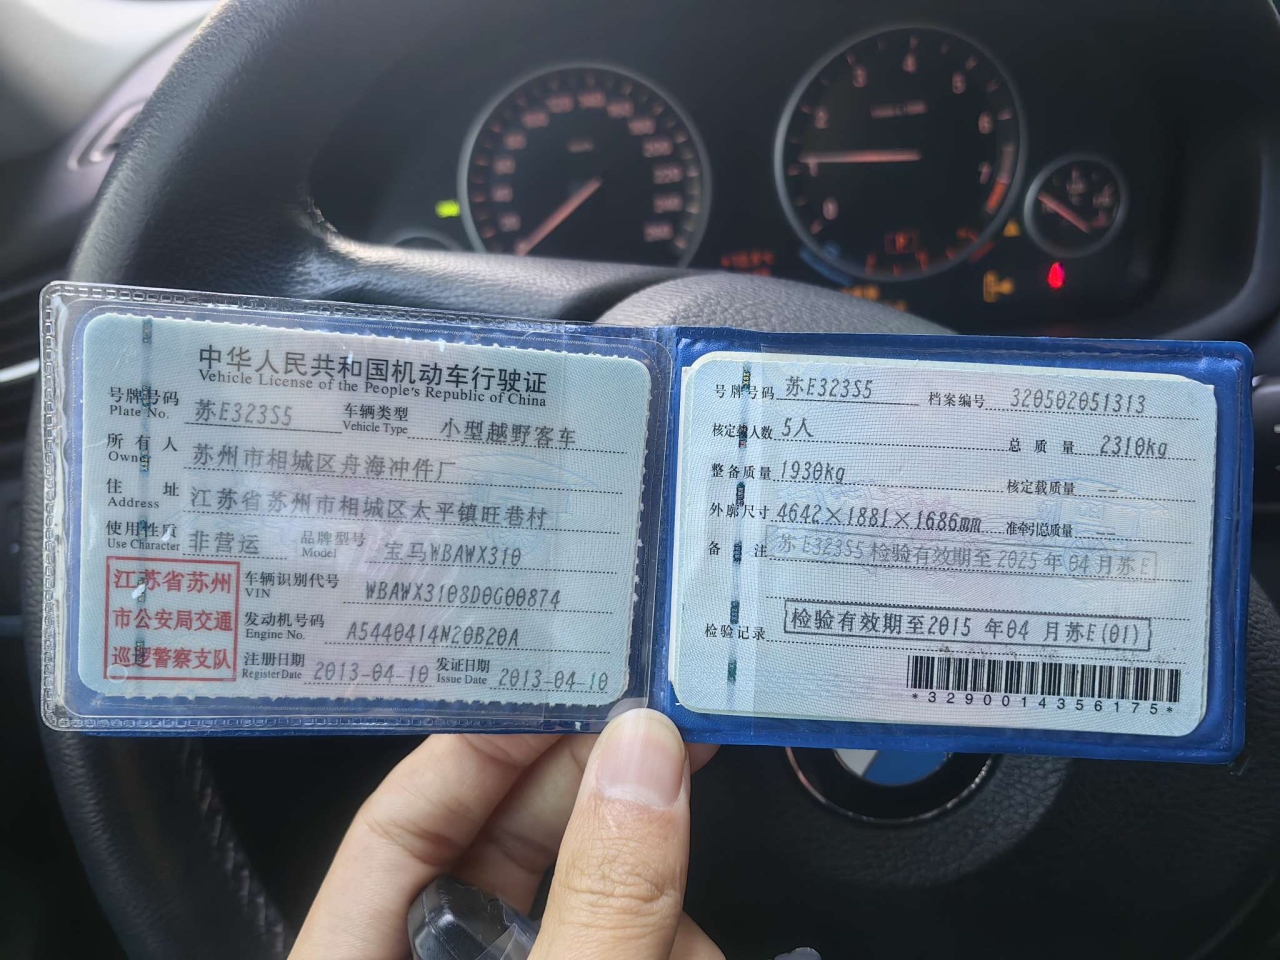 中华人民共和国机动车行驶证
Vehicle License of the People's Republic of China
号牌号码 Plate No. 苏E323S5 车辆类型 Vehicle Type 小型越野客车
所有人 Owner 苏州市相城区舟海冲件厂
住址 Address 江苏省苏州市相城区太平镇旺巷村
使用性质 Use Character 非营运 品牌型号 Model 宝马WBAWX310
江苏省苏州市公安局交通巡逻警察支队
车辆识别代号 VIN WBAWX3103D0G00874
发动机号码 Engine No. A5440414N20B20A
注册日期 Register Date 2013-04-10 发证日期 Issue Date 2013-04-10
号牌号码 苏E323S5 档案编号 320502051313
核定载人数 5人 总质量 2310kg
整备质量 1930kg 核定载质量 --
外廓尺寸 4642×1881×1686mm 准牵引总质量 --
备注 苏E323S5检验有效期至2025年04月苏E
检验记录 检验有效期至2015 年04 月苏E(01)
*3290014356175*